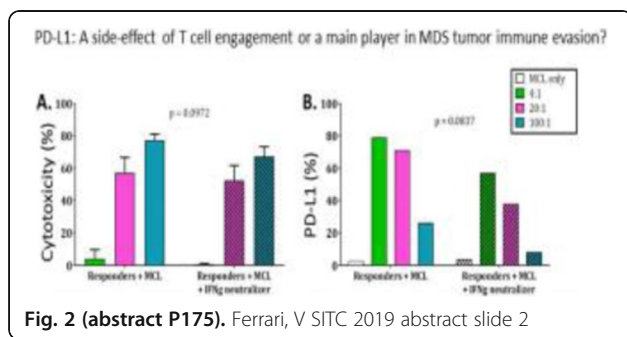 PD-L1: A side-effect of T cell engagement or a main player in MDS tumor immune evasion?
A.
p=0.0972
Cytotoxicity (%)
100
80
60
40
20
0
Responders + MCL
Responders + MCL
+ IFNg neutralizer
B.
PD-L1 (%)
100
80
60
40
20
0
Responders + MCL
Responders + MCL
+ IFNg neutralizer
MCL only
4:1
20:1
100:1
Fig. 2 (abstract P175). Ferrari, V SITC 2019 abstract slide 2